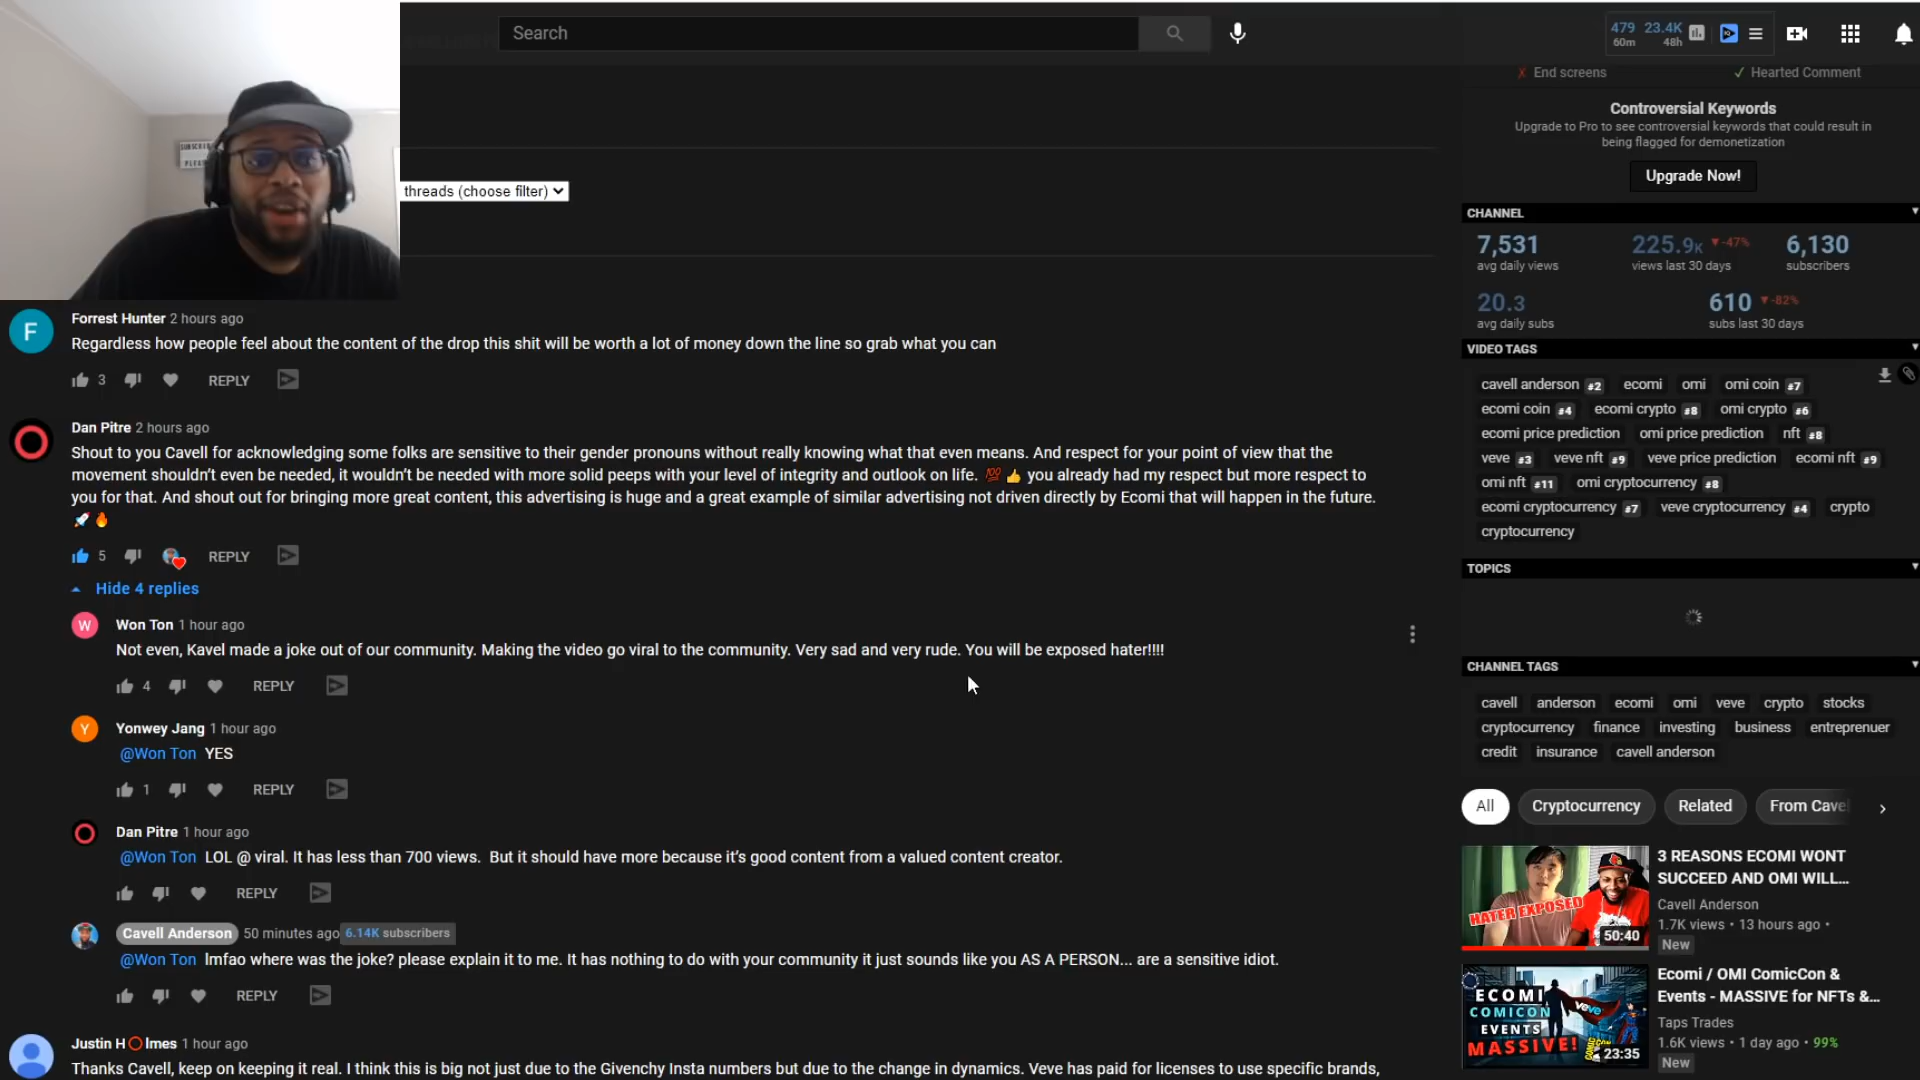 Search
479 23.4K
60m 48h
End screens
Hearted Comment
Controversial Keywords
Upgrade to Pro to see controversial keywords that could result in
being flagged for demonetization
Upgrade Now!
threads (choose filter)
CHANNEL
7,531
avg daily views
225.9K -47%
views last 30 days
6,130
subscribers
20.3
avg daily subs
610 -82%
subs last 30 days
VIDEO TAGS
cavell anderson #2 ecomi omi omi coin #7
ecomi coin #4 ecomi crypto #8 omi crypto #6
ecomi price prediction omi price prediction nft #8
veve #3 veve nft #9 veve price prediction ecomi nft #9
omi nft #11 omi cryptocurrency #8
ecomi cryptocurrency #7 veve cryptocurrency #4 crypto
cryptocurrency
TOPICS
CHANNEL TAGS
cavell anderson ecomi omi veve crypto stocks
cryptocurrency finance investing business entreprenuer
credit insurance cavell anderson
All Cryptocurrency Related From Cave
HATER EXPOSED
50:40
3 REASONS ECOMI WONT
SUCCEED AND OMI WILL...
Cavell Anderson
1.7K views • 13 hours ago •
New
ECOMI
COMICON
EVENTS
MASSIVE!
veve
23:35
Ecomi / OMI ComicCon &
Events - MASSIVE for NFTs &...
Taps Trades
1.6K views • 1 day ago • 99%
New
F
Forrest Hunter 2 hours ago
Regardless how people feel about the content of the drop this shit will be worth a lot of money down the line so grab what you can
3 REPLY
Dan Pitre 2 hours ago
Shout to you Cavell for acknowledging some folks are sensitive to their gender pronouns without really knowing what that even means. And respect for your point of view that the
movement shouldn't even be needed, it wouldn't be needed with more solid peeps with your level of integrity and outlook on life. 💯 👍 you already had my respect but more respect to
you for that. And shout out for bringing more great content, this advertising is huge and a great example of similar advertising not driven directly by Ecomi that will happen in the future.
🚀🔥
5 REPLY
Hide 4 replies
W
Won Ton 1 hour ago
Not even, Kavel made a joke out of our community. Making the video go viral to the community. Very sad and very rude. You will be exposed hater!!!!
4 REPLY
Y
Yonwey Jang 1 hour ago
@Won Ton YES
1 REPLY
Dan Pitre 1 hour ago
@Won Ton LOL @ viral. It has less than 700 views. But it should have more because it's good content from a valued content creator.
REPLY
Cavell Anderson 50 minutes ago 6.14K subscribers
@Won Ton lmfao where was the joke? please explain it to me. It has nothing to do with your community it just sounds like you AS A PERSON... are a sensitive idiot.
REPLY
Justin H⭕lmes 1 hour ago
Thanks Cavell, keep on keeping it real. I think this is big not just due to the Givenchy Insta numbers but due to the change in dynamics. Veve has paid for licenses to use specific brands,